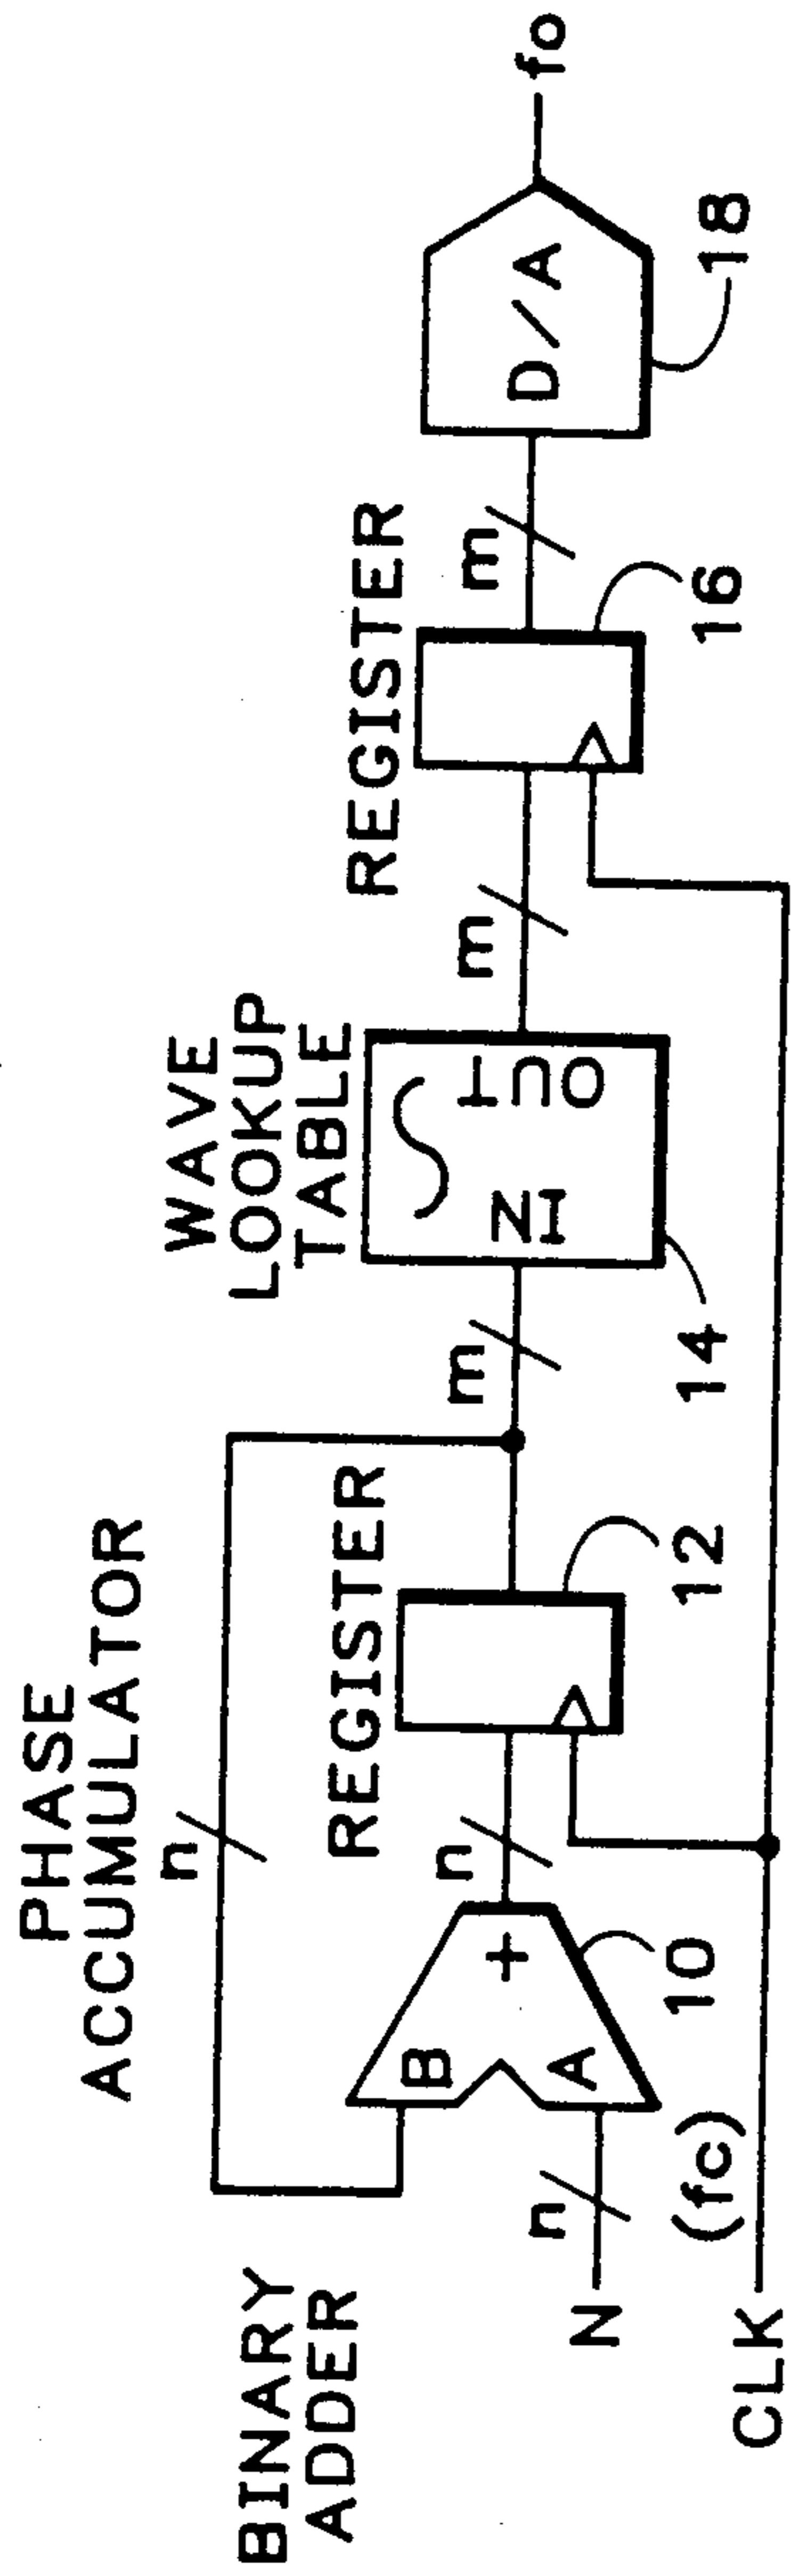 BINARY
ADDER
PHASE
ACCUMULATOR
n
B
A
+
10
n
N
(fc)
CLK
n
REGISTER
12
m
WAVE
LOOKUP
TABLE
IN
OUT
14
m
REGISTER
16
m
D/A
18
fo